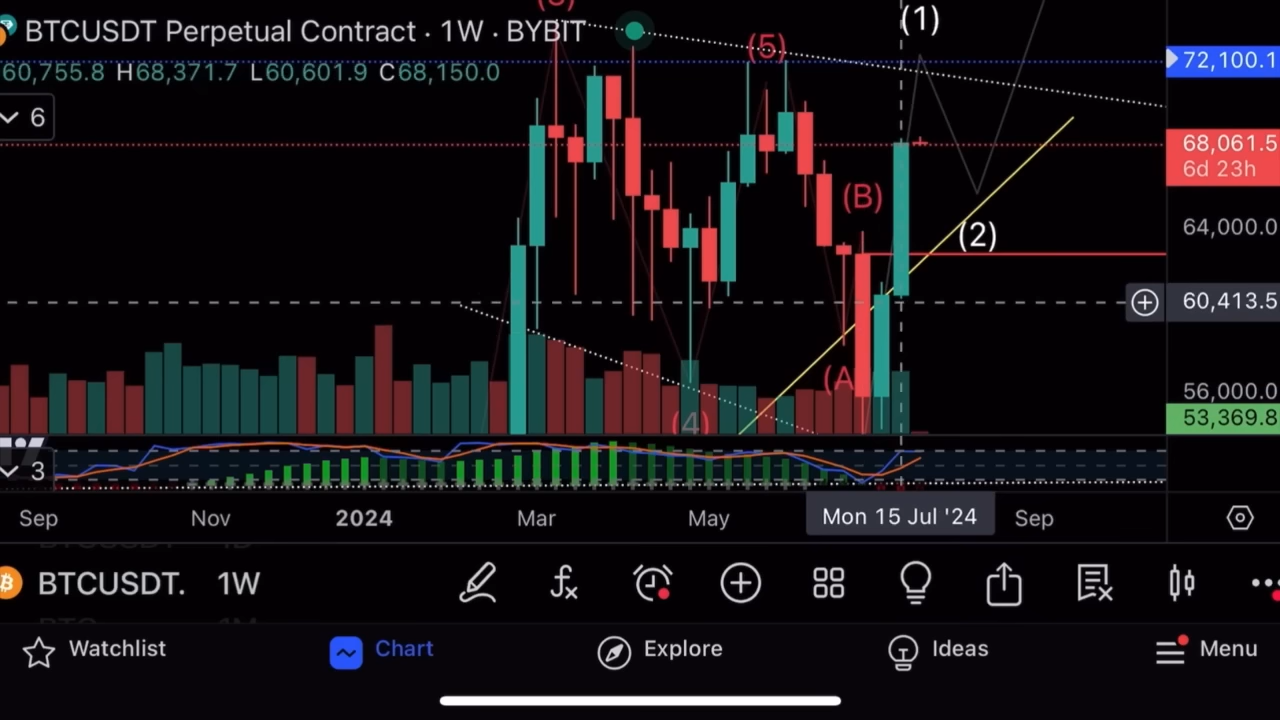 (3)
(1)
BTCUSDT Perpetual Contract · 1W · BYBIT
60,755.8 H68,371.7 L60,601.9 C68,150.0
(5)
72,100.1
6
68,061.5
6d 23h
(B)
64,000.0
(2)
60,413.5
(A
56,000.0
(4)
53,369.8
3
Sep Nov 2024 Mar May Mon 15 Jul '24 Sep
BTCUSDT. 1W
Watchlist Chart Explore Ideas Menu